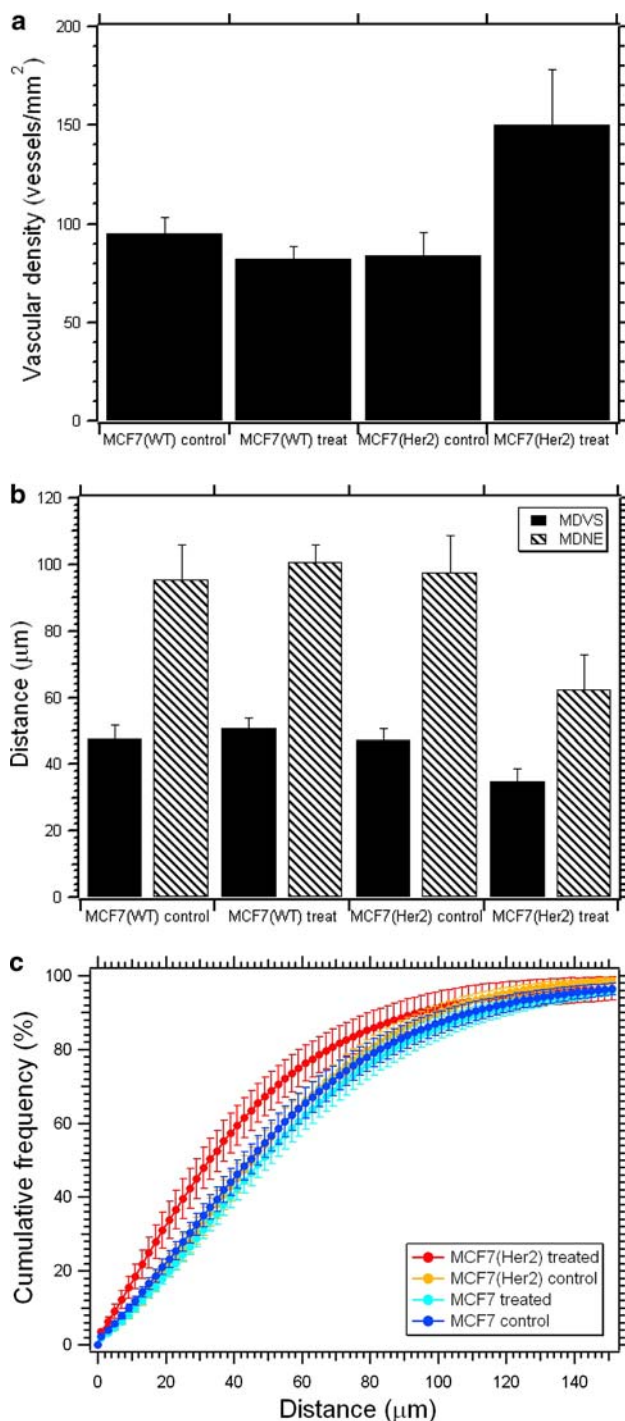 a
Vascular density (vessels/mm²)
200
150
100
50
0
MCF7(WT) control MCF7(WT) treat MCF7(Her2) control MCF7(Her2) treat
b
Distance (μm)
120
100
80
60
40
20
0
MDVS
MDNE
MCF7(WT) control MCF7(WT) treat MCF7(Her2) control MCF7(Her2) treat
c
Cumulative frequency (%)
100
80
60
40
20
0
MCF7(Her2) treated
MCF7(Her2) control
MCF7 treated
MCF7 control
0 20 40 60 80 100 120 140
Distance (μm)